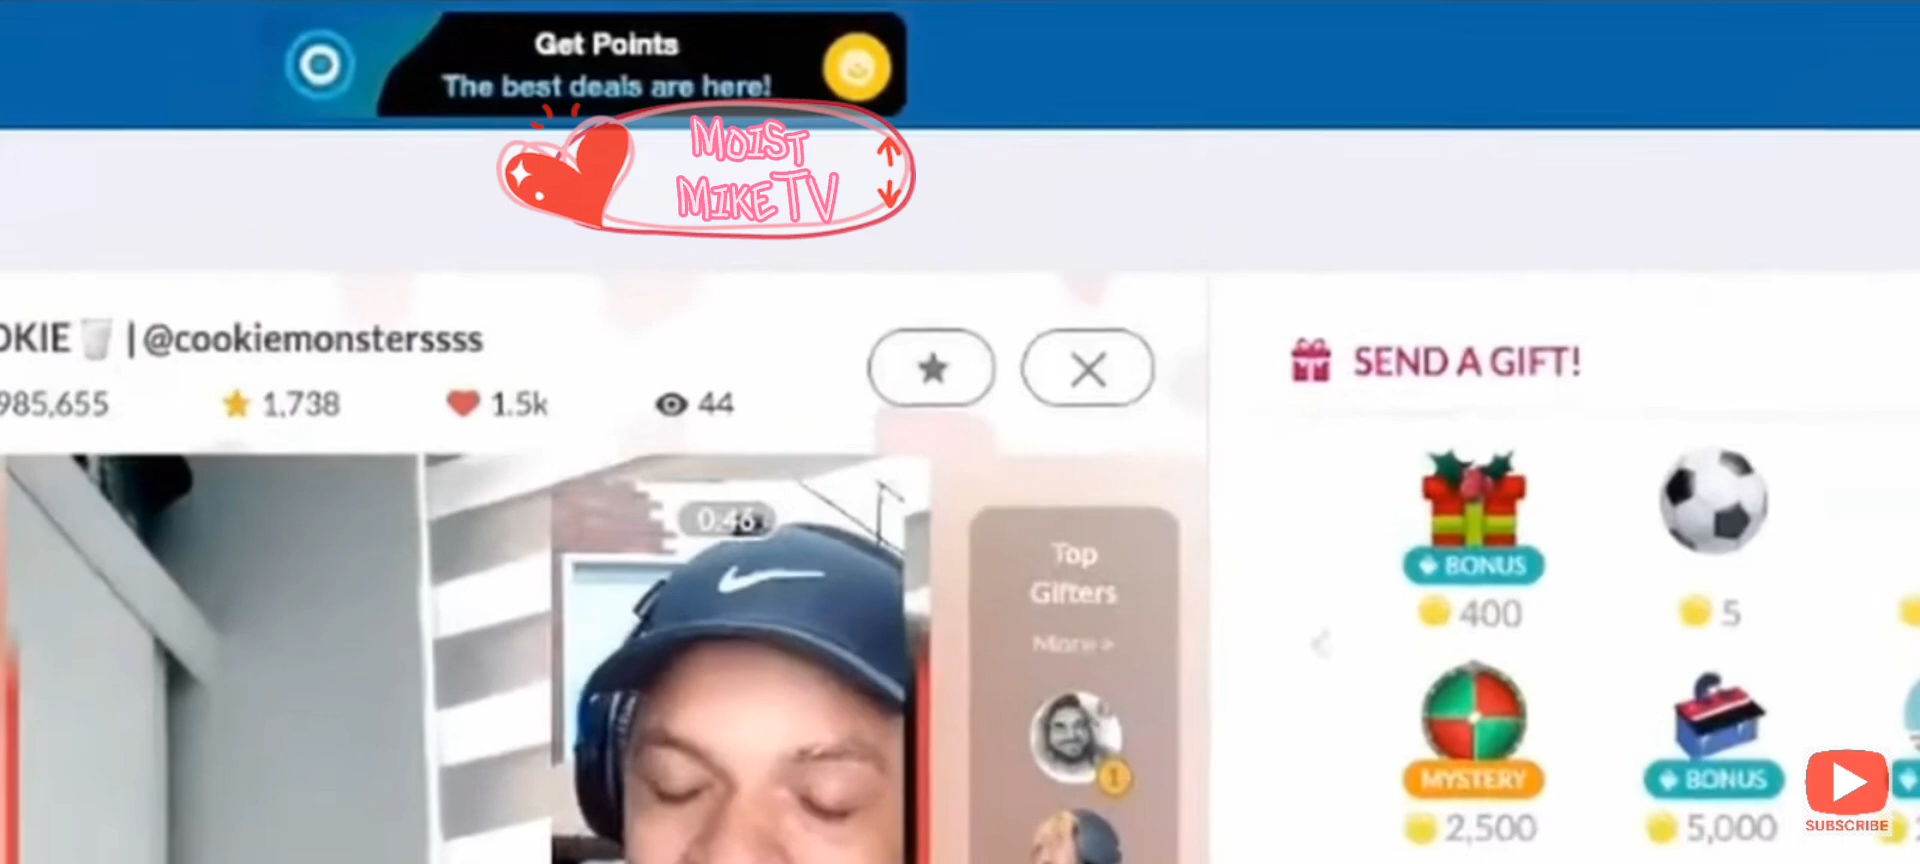 Get Points
The best deals are here!
MOIST
MIKE TV
OKIE | @cookiemonsterssss
985,655 1,738 1.5k 44
SEND A GIFT!
0:46
Top
Gifters
More >
1
BONUS
400 5
MYSTERY BONUS
2,500 5,000
SUBSCRIBE